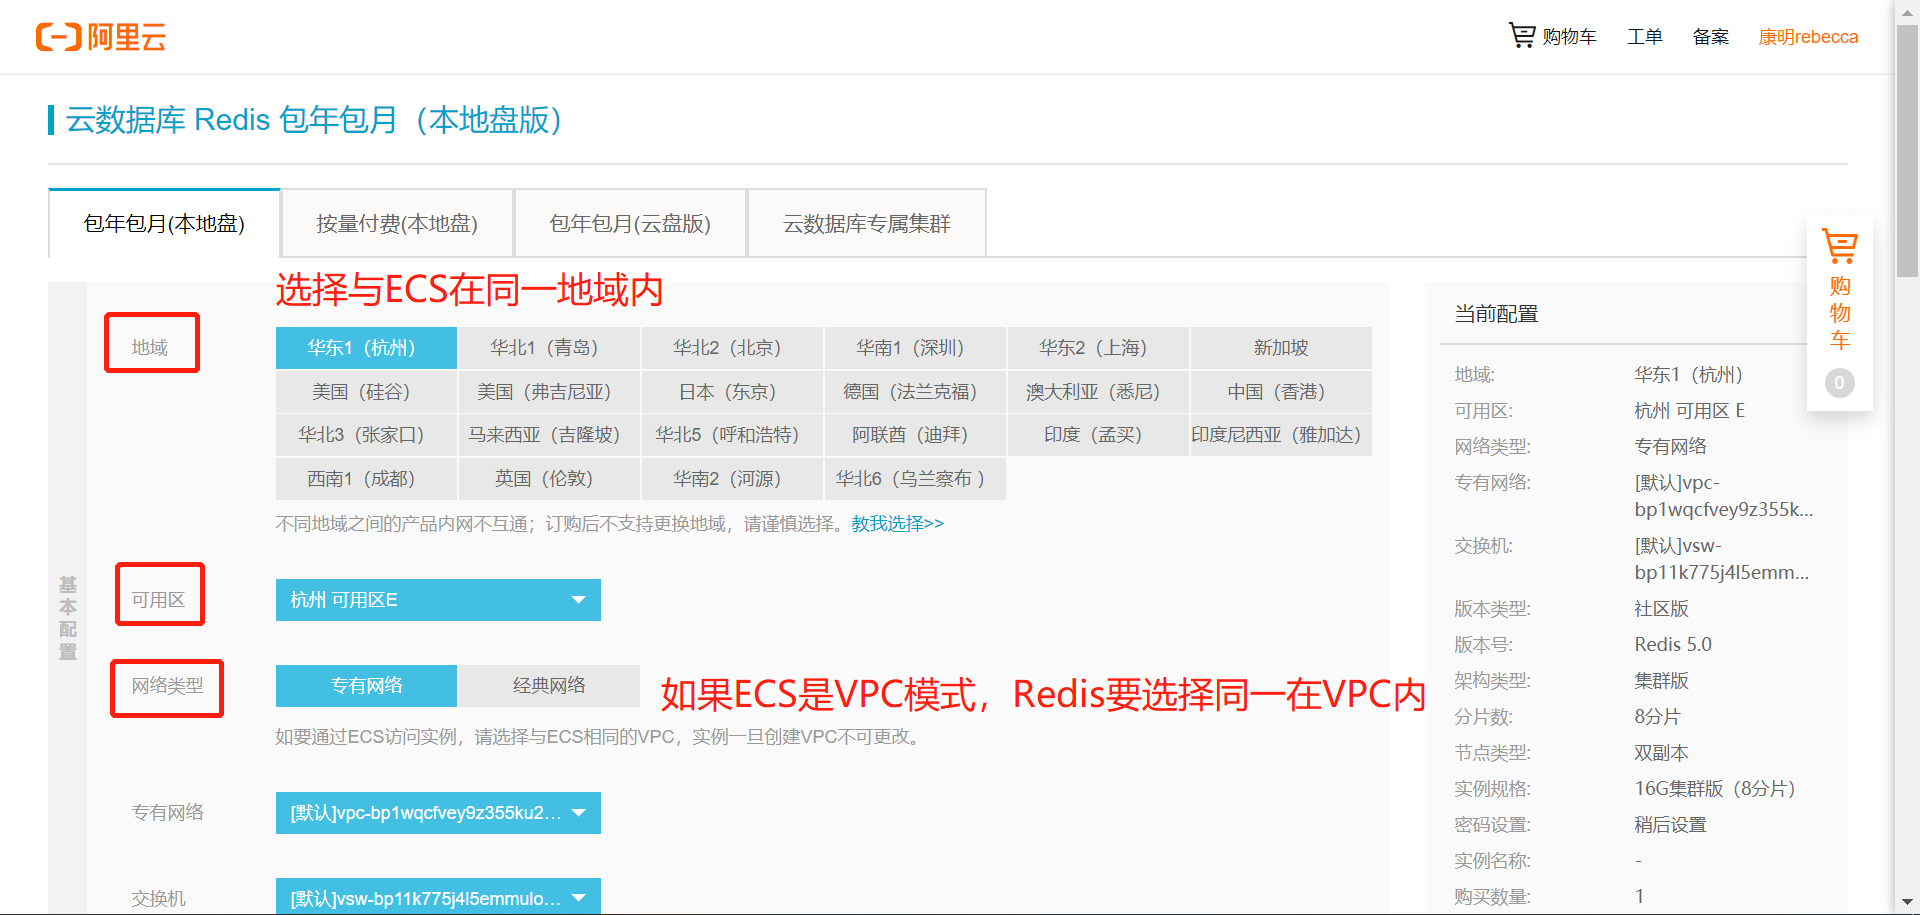 阿里云
购物车 工单 备案 康明rebecca
云数据库 Redis 包年包月（本地盘版）
包年包月(本地盘) 按量付费(本地盘) 包年包月(云盘版) 云数据库专属集群
选择与ECS在同一地域内
基本配置
地域
华东1（杭州） 华北1（青岛） 华北2（北京） 华南1（深圳） 华东2（上海） 新加坡
美国（硅谷） 美国（弗吉尼亚） 日本（东京） 德国（法兰克福） 澳大利亚（悉尼） 中国（香港）
华北3（张家口） 马来西亚（吉隆坡） 华北5（呼和浩特） 阿联酋（迪拜） 印度（孟买） 印度尼西亚（雅加达）
西南1（成都） 英国（伦敦） 华南2（河源） 华北6（乌兰察布 ）
不同地域之间的产品内网不互通；订购后不支持更换地域，请谨慎选择。教我选择>>
可用区 杭州 可用区E
网络类型 专有网络 经典网络
如果ECS是VPC模式，Redis要选择同一在VPC内
如要通过ECS访问实例，请选择与ECS相同的VPC，实例一旦创建VPC不可更改。
专有网络 [默认]vpc-bp1wqcfvey9z355ku2...
交换机 [默认]vsw-bp11k775j4l5emmulo...
当前配置
地域: 华东1（杭州）
可用区: 杭州 可用区 E
网络类型: 专有网络
专有网络: [默认]vpc-
bp1wqcfvey9z355k...
交换机: [默认]vsw-
bp11k775j4l5emm...
版本类型: 社区版
版本号: Redis 5.0
架构类型: 集群版
分片数: 8分片
节点类型: 双副本
实例规格: 16G集群版（8分片）
密码设置: 稍后设置
实例名称: -
购买数量: 1
购物车
0